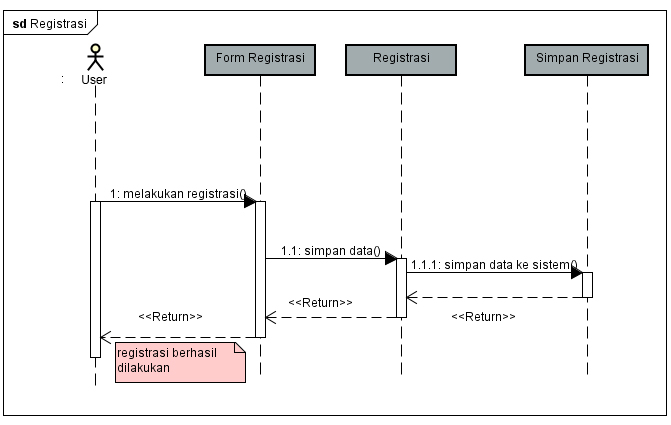 sd Registrasi
: User
Form Registrasi
Registrasi
Simpan Registrasi
1: melakukan registrasi()
1.1: simpan data()
1.1.1: simpan data ke sistem()
<<Return>>
<<Return>>
<<Return>>
registrasi berhasil
dilakukan